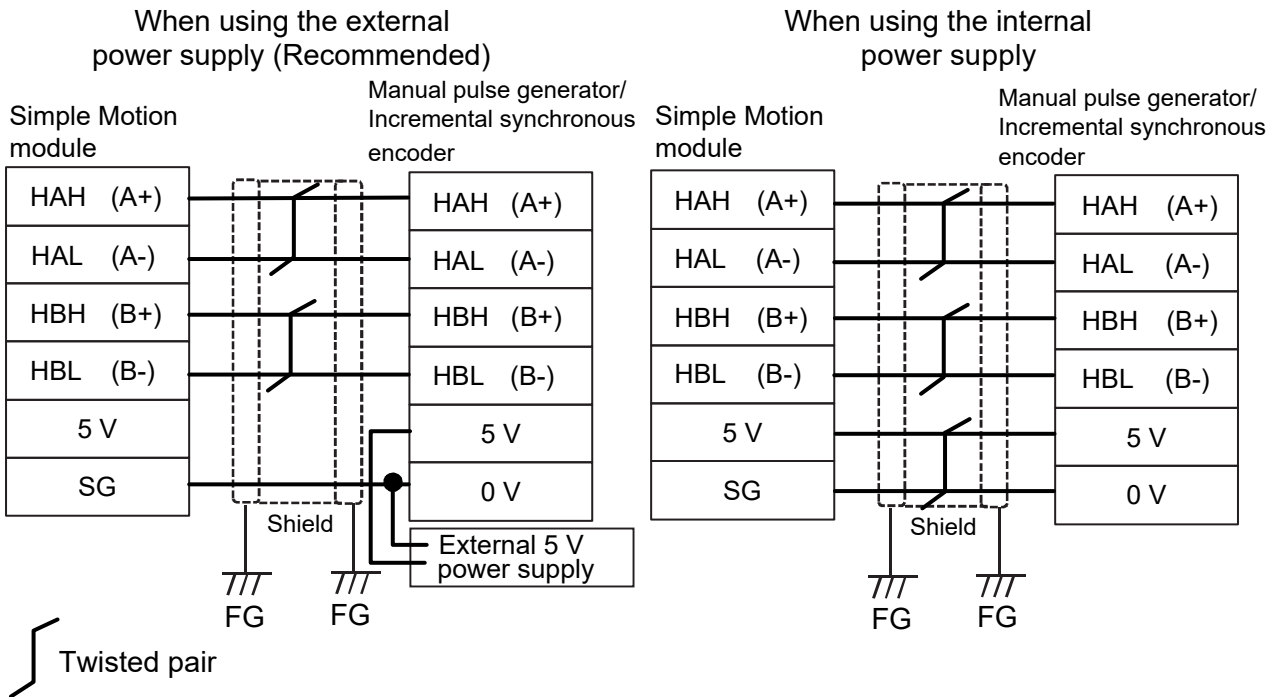 When using the external
power supply (Recommended)
Simple Motion
module
Manual pulse generator/
Incremental synchronous
encoder
HAH (A+)
HAL (A-)
HBH (B+)
HBL (B-)
5 V
SG
HAH (A+)
HAL (A-)
HBH (B+)
HBL (B-)
5 V
0 V
Shield
External 5 V
power supply
FG
FG
When using the internal
power supply
Simple Motion
module
Manual pulse generator/
Incremental synchronous
encoder
HAH (A+)
HAL (A-)
HBH (B+)
HBL (B-)
5 V
SG
HAH (A+)
HAL (A-)
HBH (B+)
HBL (B-)
5 V
0 V
Shield
FG
FG
Twisted pair